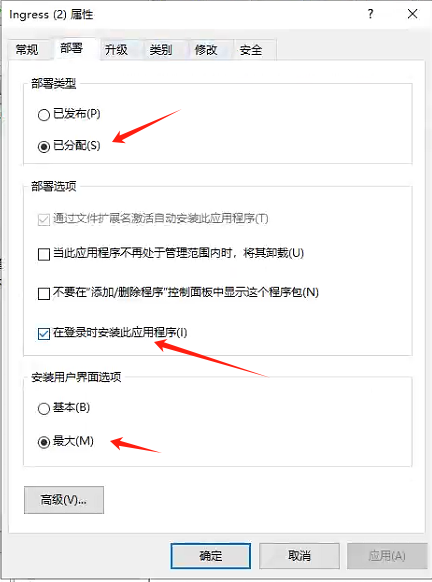 Ingress (2) 属性
?
常规 部署 升级 类别 修改 安全
部署类型
已发布(P)
已分配(S)
部署选项
通过文件扩展名激活自动安装此应用程序(T)
当此应用程序不再处于管理范围内时，将其卸载(U)
不要在“添加/删除程序”控制面板中显示这个程序包(N)
在登录时安装此应用程序(I)
安装用户界面选项
基本(B)
最大(M)
高级(V)...
确定 取消 应用(A)